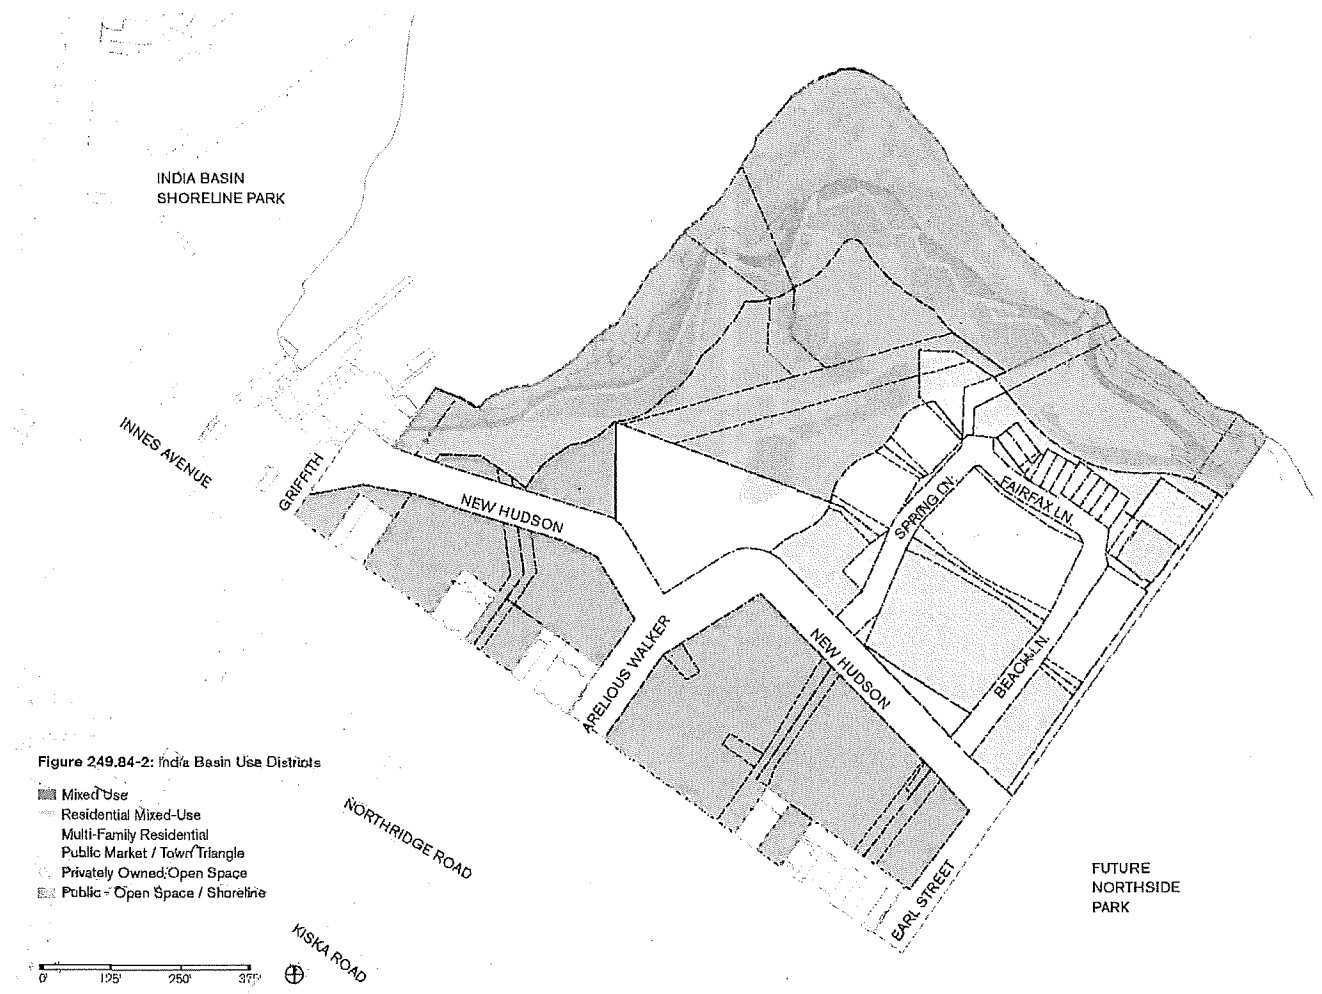 INDIA BASIN
SHORELINE PARK
INNES AVENUE
GRIFFITH
NEW HUDSON
SPRING LN.
FAIRFAX LN.
ARELIOUS WALKER
NEW HUDSON
BEACH LN.
Figure 249.84-2: India Basin Use Districts
Mixed Use
Residential Mixed-Use
Multi-Family Residential
Public Market / Town Triangle
Privately Owned Open Space
Public - Open Space / Shoreline
NORTHRIDGE ROAD
EARL STREET
FUTURE
NORTHSIDE
PARK
KISKA ROAD
0' 125' 250' 375'